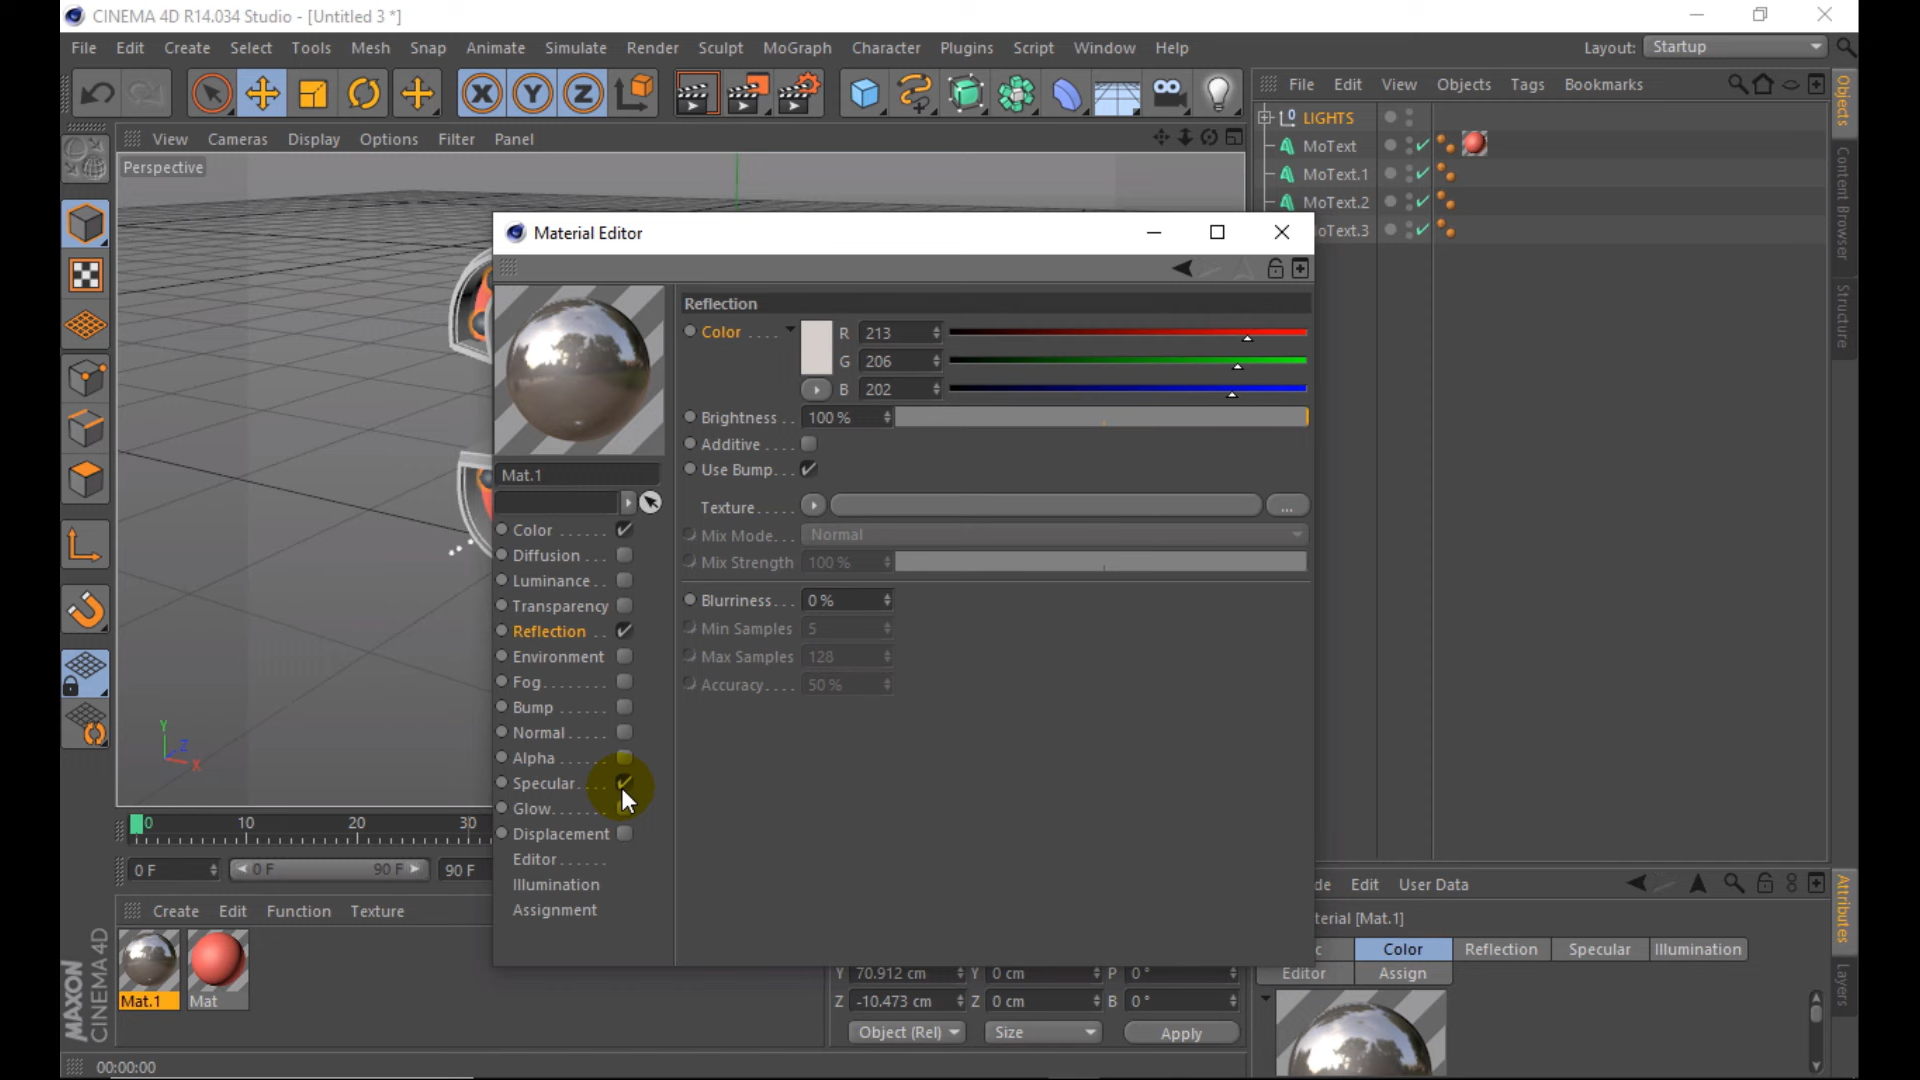 CINEMA 4D R14.034 Studio - [Untitled 3 *]
File Edit Create Select Tools Mesh Snap Animate Simulate Render Sculpt MoGraph Character Plugins Script Window Help Layout: Startup
File Edit View Objects Tags Bookmarks
Objects
Content Browser
Structure
View Cameras Display Options Filter Panel
Perspective
LIGHTS
MoText
MoText.1
MoText.2
oText.3
Material Editor
Reflection
Color . . . . R 213
G 206
B 202
Brightness . . 100 %
Additive . . . .
Use Bump. . .
Texture. . . . . ...
Mix Mode. . . Normal
Mix Strength 100 %
Blurriness. . . 0 %
Min Samples 5
Max Samples 128
Accuracy. . . . 50 %
Mat.1
Color . . . . . .
Diffusion . . .
Luminance . .
Transparency
Reflection . .
Environment
Fog. . . . . . . .
Bump . . . . . .
Normal . . . . .
Alpha . . . . . .
Specular. . . .
Glow. . . . . . .
Displacement
Editor . . . . . .
Illumination
Assignment
Y
Z
X
0 10 20 30
0 F 0 F 90 F 90 F
Create Edit Function Texture
Mat.1 Mat
MAXON
CINEMA 4D
Y 70.912 cm Y 0 cm P 0 °
Z -10.473 cm Z 0 cm B 0 °
Object (Rel) Size Apply
00:00:00
de Edit User Data
terial [Mat.1]
c Color Reflection Specular Illumination
Editor Assign
Attributes
Layers